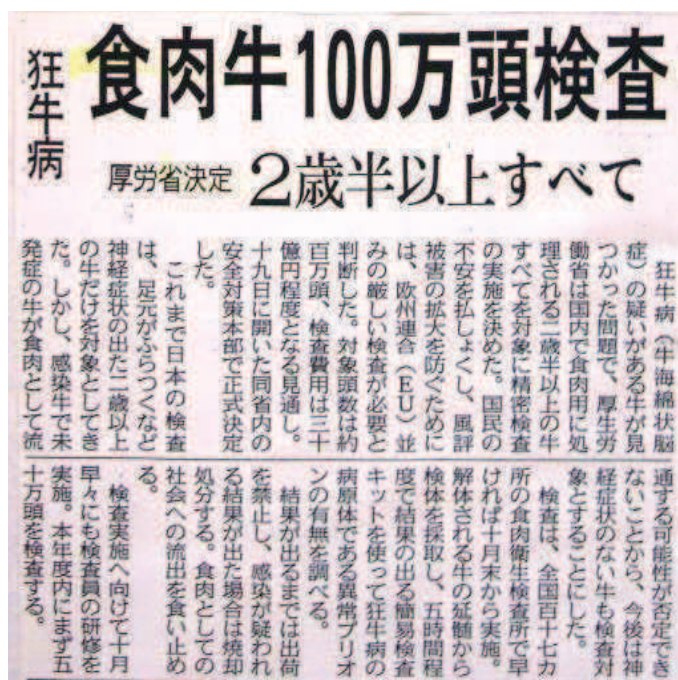 狂牛病
食肉牛100万頭検査
厚労省決定
2歳半以上すべて
狂牛病（牛海綿状脳
症）の疑いがある牛が見
つかった問題で、厚生労
働省は国内で食肉用に処
理される二歳半以上の牛
すべてを対象に精密検査
の実施を決めた。国民の
不安を払しょくし、風評
被害の拡大を防ぐために
は、欧州連合（ＥＵ）並
みの厳しい検査が必要と
判断した。対象頭数は約
百万頭、検査費用は三十
億円程度となる見通し。
十九日に開いた同省内の
安全対策本部で正式決定
した。
これまで日本の検査
は、足元がふらつくなど
神経症状の出た二歳以上
の牛だけを対象としてき
た。しかし、感染牛で未
発症の牛が食肉として流
通する可能性が否定でき
ないことから、今後は神
経症状のない牛も検査対
象とすることにした。
検査は、全国百十七カ
所の食肉衛生検査所で早
ければ十月末から実施。
解体される牛の延髄から
検体を採取し、五時間程
度で結果の出る簡易検査
キットを使って狂牛病の
病原体である異常プリオ
ンの有無を調べる。
結果が出るまでは出荷
を禁止し、感染が疑われ
る結果が出た場合は焼却
処分する。食肉としての
社会への流出を食い止め
る。
検査実施へ向けて十月
早々にも検査員の研修を
実施。本年度内にまず五
十万頭を検査する。